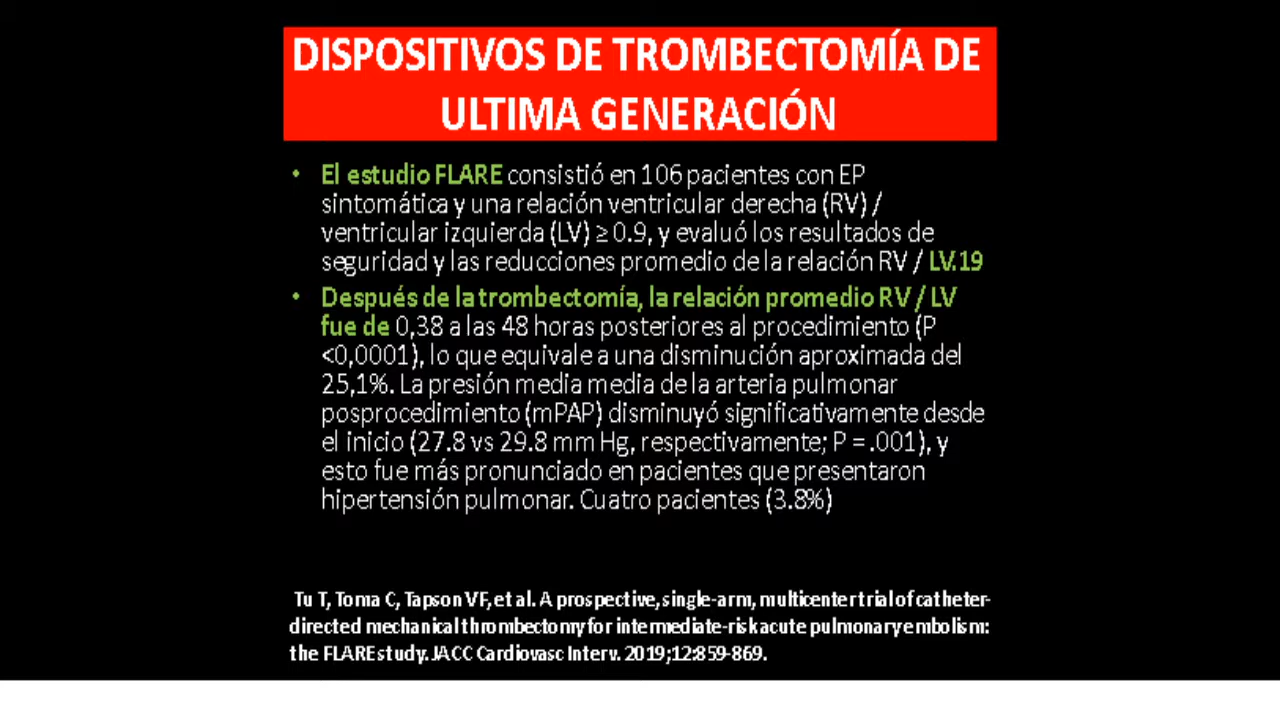 DISPOSITIVOS DE TROMBECTOMÍA DE
ULTIMA GENERACIÓN
• El estudio FLARE consistió en 106 pacientes con EP
sintomática y una relación ventricular derecha (RV) /
ventricular izquierda (LV) ≥ 0.9, y evaluó los resultados de
seguridad y las reducciones promedio de la relación RV / LV.19
• Después de la trombectomía, la relación promedio RV / LV
fue de 0,38 a las 48 horas posteriores al procedimiento (P
<0,0001), lo que equivale a una disminución aproximada del
25,1%. La presión media media de la arteria pulmonar
posprocedimiento (mPAP) disminuyó significativamente desde
el inicio (27.8 vs 29.8 mm Hg, respectivamente; P = .001), y
esto fue más pronunciado en pacientes que presentaron
hipertensión pulmonar. Cuatro pacientes (3.8%)
Tu T, Toma C, Tapson VF, et al. A prospective, single-arm, multicenter trial of catheter-
directed mechanical thrombectomy for intermediate-risk acute pulmonary embolism:
the FLARE study. JACC Cardiovasc Interv. 2019;12:859-869.